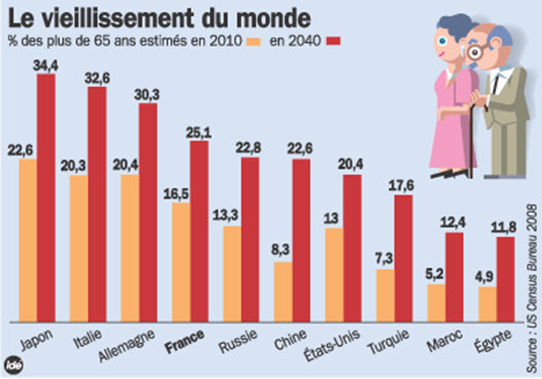 Le vieillissement du monde
% des plus de 65 ans estimés en 2010 en 2040
34,4
32,6
30,3
25,1
22,8
22,6
20,4
17,6
12,4
11,8
22,6
20,3
20,4
16,5
13,3
8,3
13
7,3
5,2
4,9
Japon
Italie
Allemagne
France
Russie
Chine
États-Unis
Turquie
Maroc
Égypte
Source : US Census Bureau 2008
idé